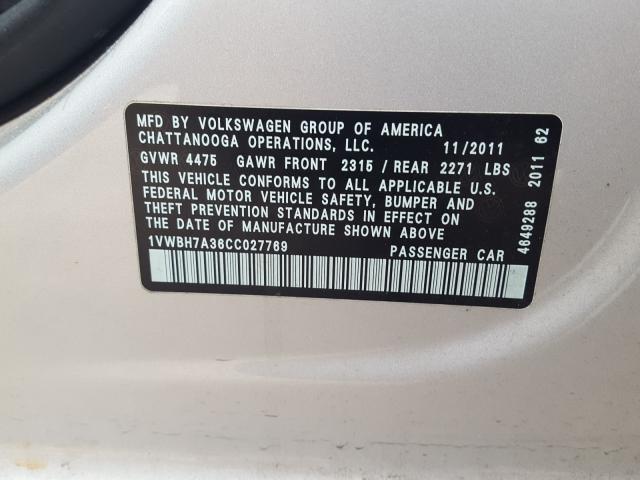 MFD BY VOLKSWAGEN GROUP OF AMERICA
CHATTANOOGA OPERATIONS, LLC. 11/2011
GVWR 4475 GAWR FRONT 2315 / REAR 2271 LBS
THIS VEHICLE CONFORMS TO ALL APPLICABLE U.S.
FEDERAL MOTOR VEHICLE SAFETY, BUMPER AND
THEFT PREVENTION STANDARDS IN EFFECT ON
THE DATE OF MANUFACTURE SHOWN ABOVE
1VWBH7A36CC027769 PASSENGER CAR
4649288 2011 62